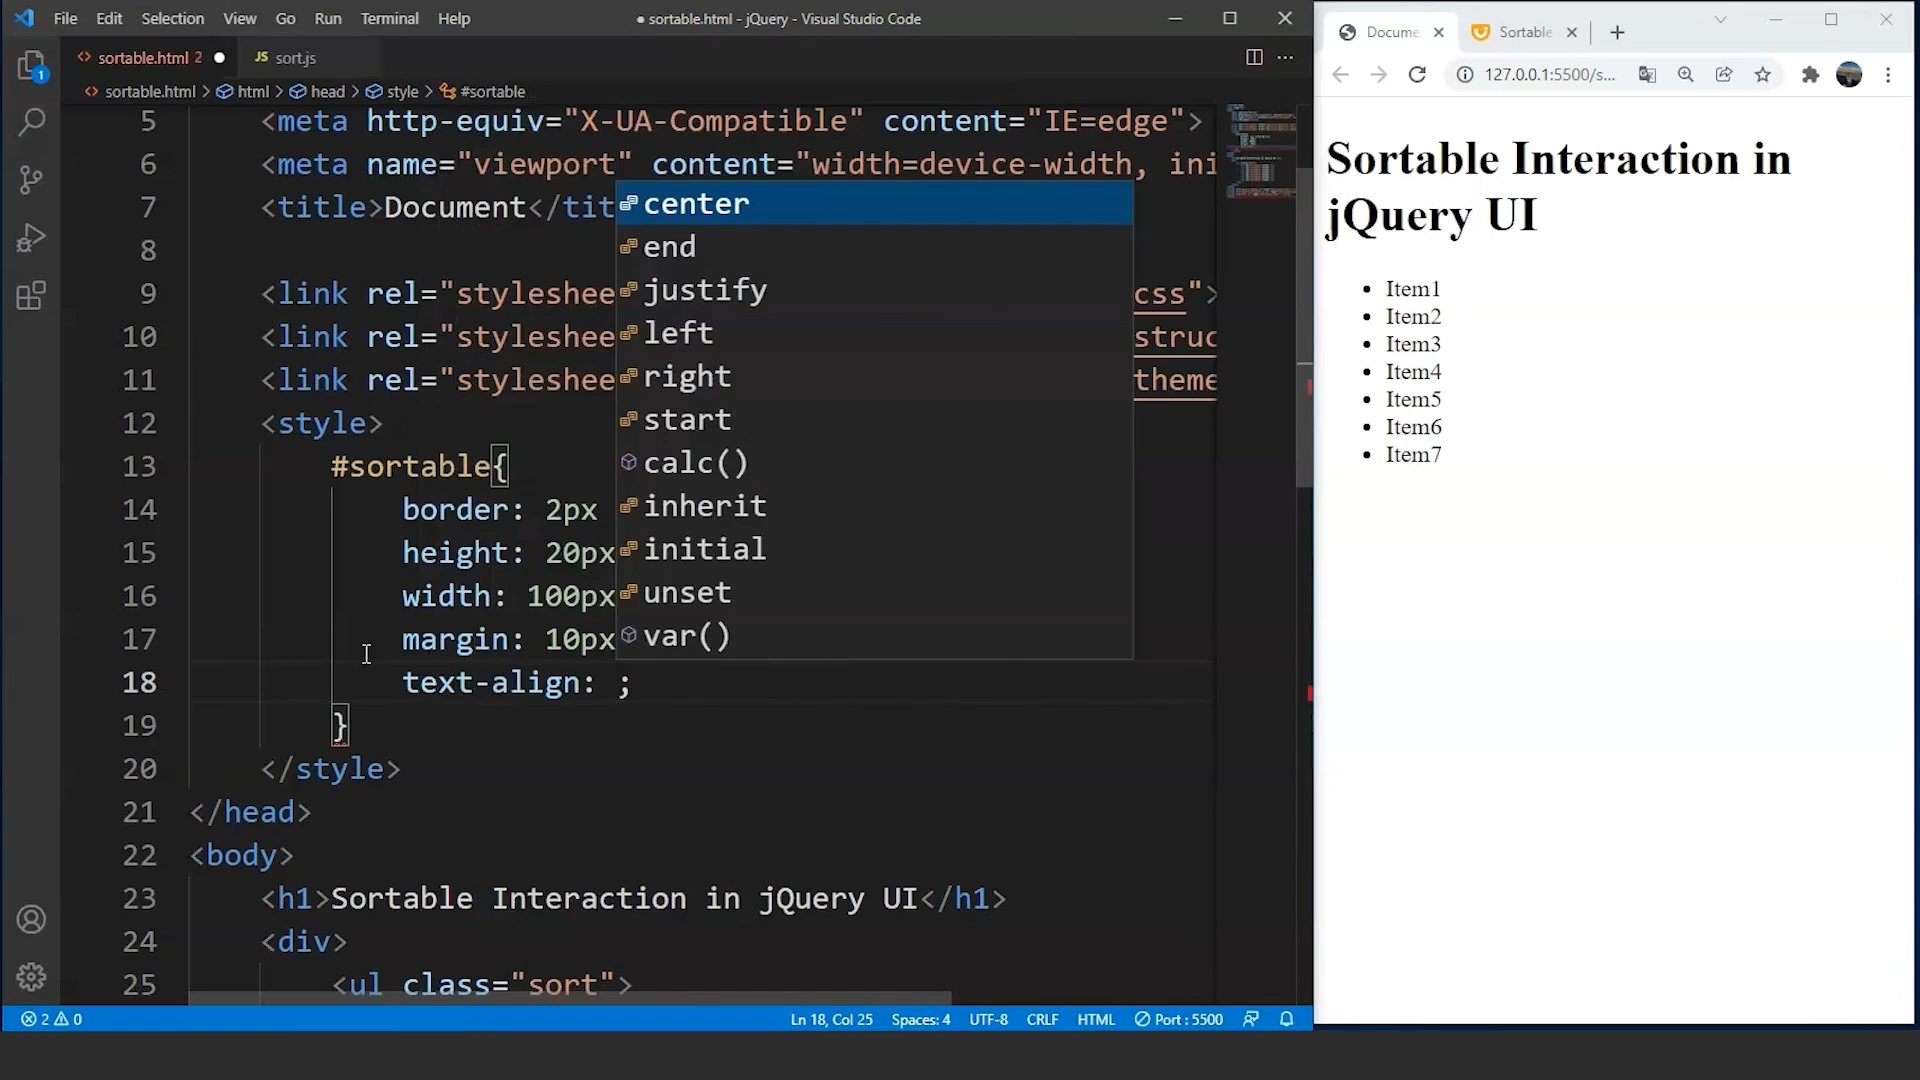 File Edit Selection View Go Run Terminal Help ● sortable.html - jQuery - Visual Studio Code
sortable.html 2 ● JS sort.js
1
<> sortable.html > html > head > style > #sortable
5 <meta http-equiv="X-UA-Compatible" content="IE=edge">
6 <meta name="viewport" content="width=device-width, ini
7 <title>Document</tit
8
9 <link rel="styleshee css">
10 <link rel="styleshee struc
11 <link rel="styleshee theme
12 <style>
13 #sortable{
14 border: 2px
15 height: 20px
16 width: 100px
17 margin: 10px
18 text-align: ;
19 }
20 </style>
21 </head>
22 <body>
23 <h1>Sortable Interaction in jQuery UI</h1>
24 <div>
25 <ul class="sort">
center
end
justify
left
right
start
calc()
inherit
initial
unset
var()
2 0 Ln 18, Col 25 Spaces: 4 UTF-8 CRLF HTML Port : 5500
Docume Sortable
127.0.0.1:5500/s...
Sortable Interaction in
jQuery UI
• Item1
• Item2
• Item3
• Item4
• Item5
• Item6
• Item7